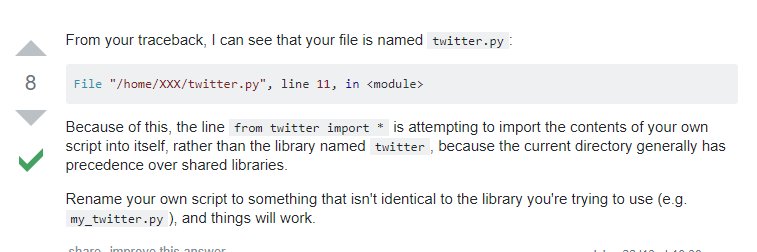 From your traceback, I can see that your file is named twitter.py:
8
File "/home/XXX/twitter.py", line 11, in <module>
Because of this, the line from twitter import * is attempting to import the contents of your own
script into itself, rather than the library named twitter, because the current directory generally has
precedence over shared libraries.
Rename your own script to something that isn't identical to the library you're trying to use (e.g.
my_twitter.py), and things will work.
share improve this answer